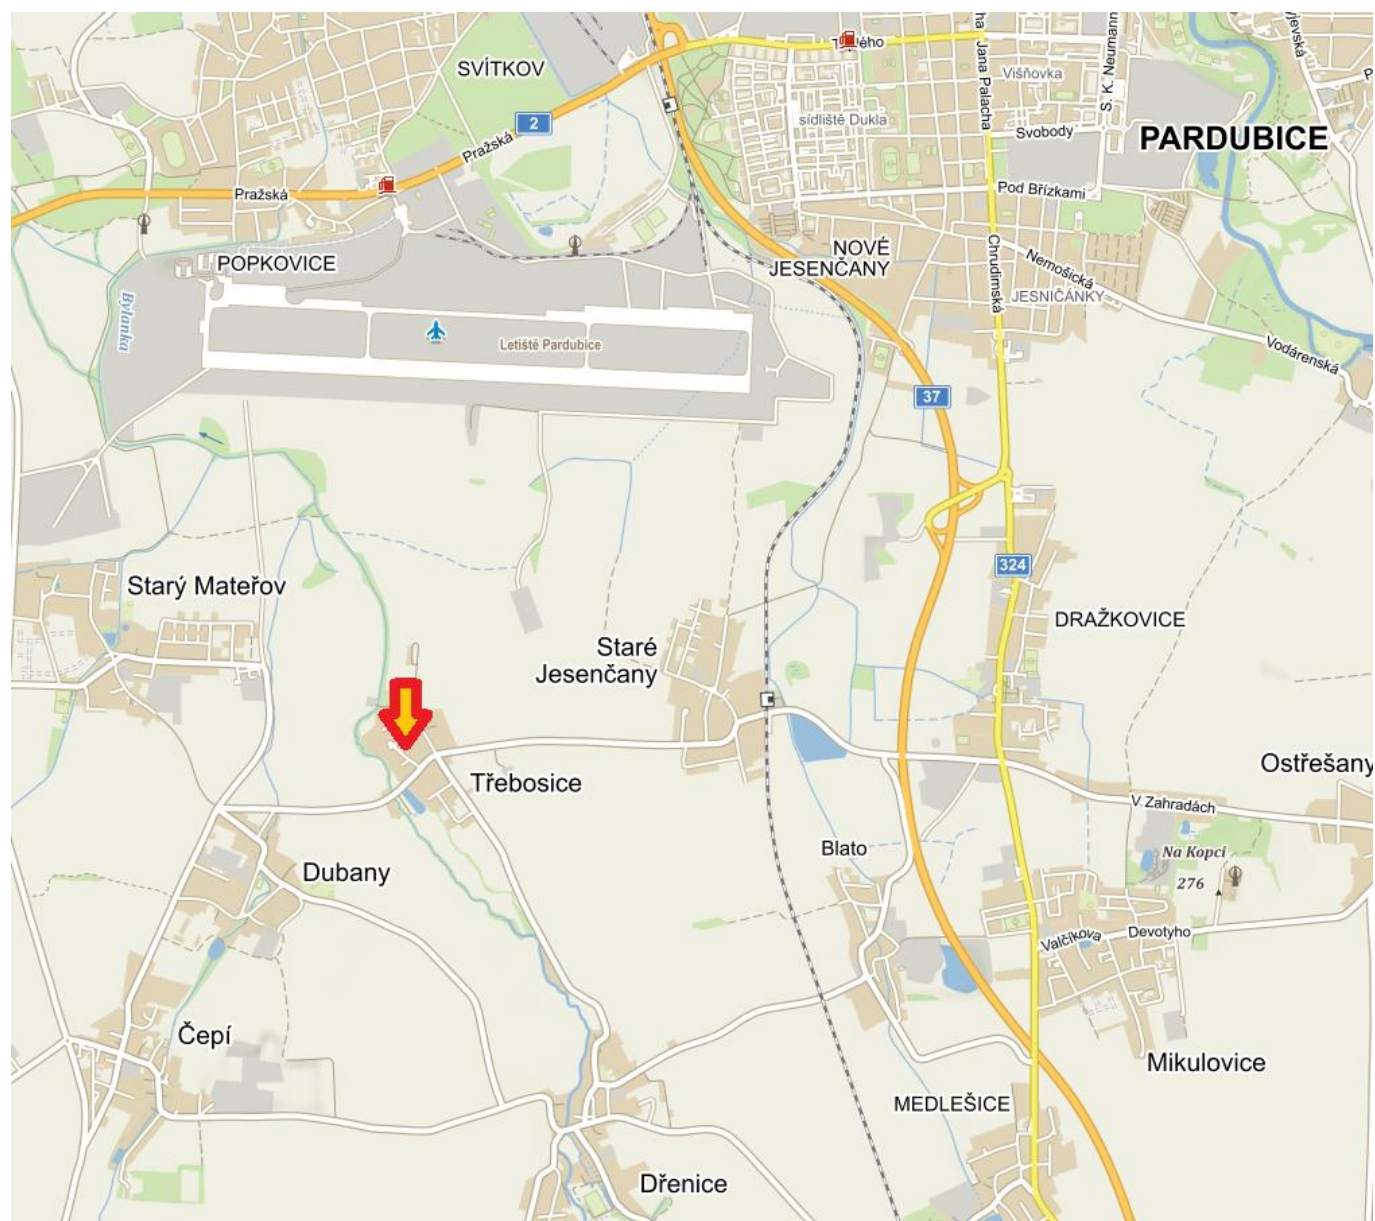 SVÍTKOV
Jana Palacha
Višňovka
S. K. Neumann
sídliště Dukla
Svobody
PARDUBICE
2
Pražská
Pražská
Pod Břízkami
POPKOVICE
NOVÉ
JESENČANY
Chrudimská
Nemošická
JESNIČÁNKY
Bylanka
Letiště Pardubice
Vodárenská
37
324
Starý Mateřov
DRAŽKOVICE
Staré
Jesenčany
Třebosice
Ostřešany
V Zahradách
Blato
Na Kopci
276
Dubany
Valčíkova
Devotyho
Čepí
Mikulovice
MEDLEŠICE
Dřenice